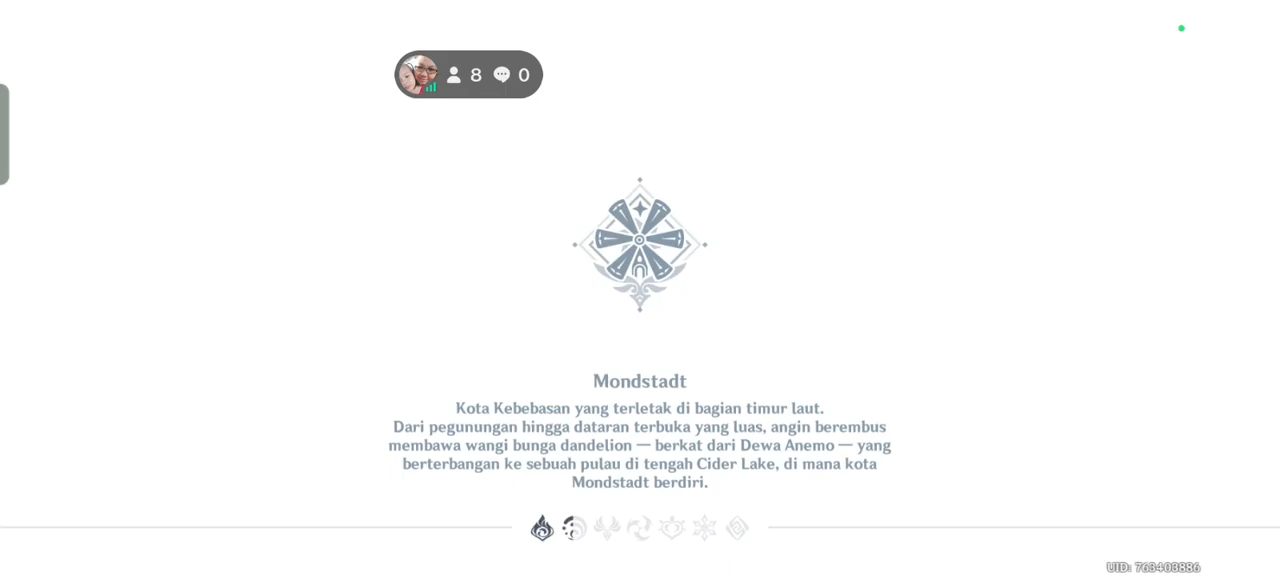 8 0
Mondstadt
Kota Kebebasan yang terletak di bagian timur laut.
Dari pegunungan hingga dataran terbuka yang luas, angin berembus
membawa wangi bunga dandelion — berkat dari Dewa Anemo — yang
berterbangan ke sebuah pulau di tengah Cider Lake, di mana kota
Mondstadt berdiri.
UID: 763403886